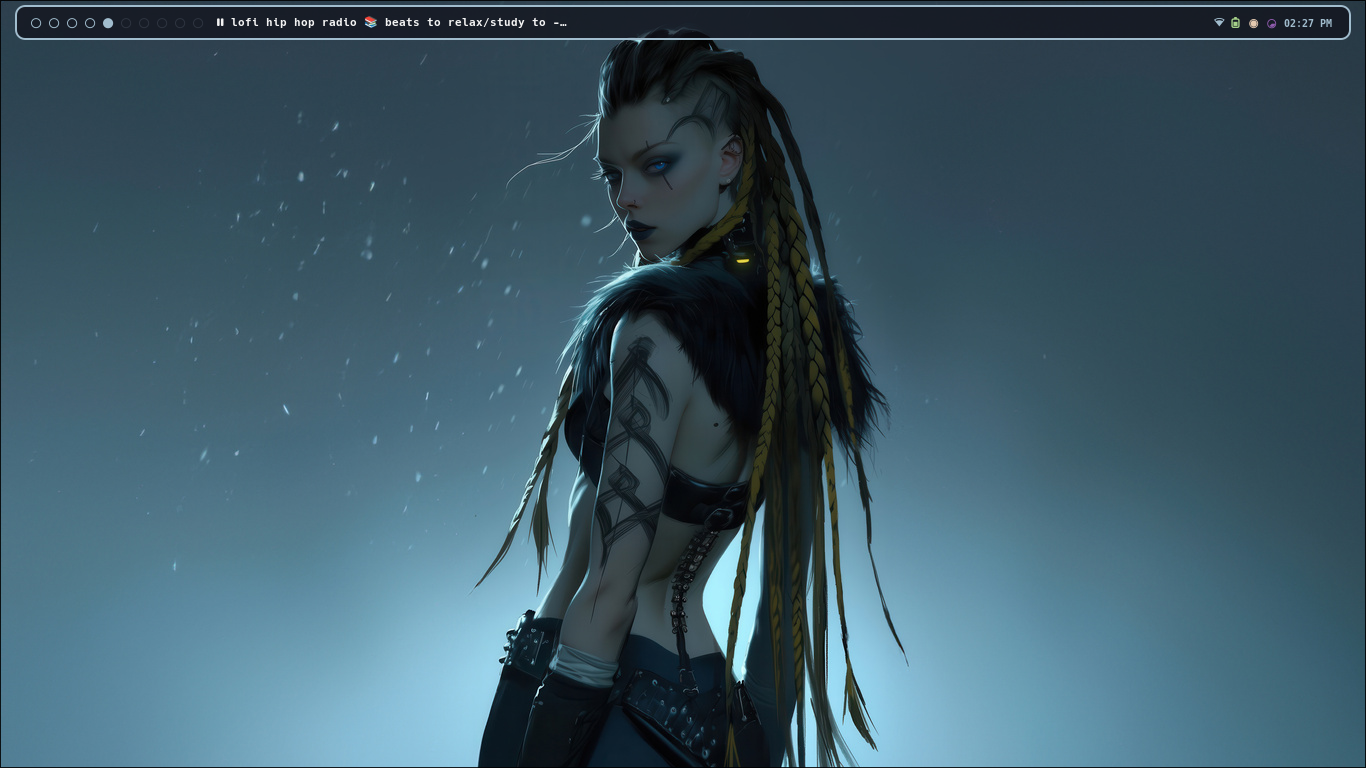 lofi hip hop radio 📚 beats to relax/study to -…
02:27 PM